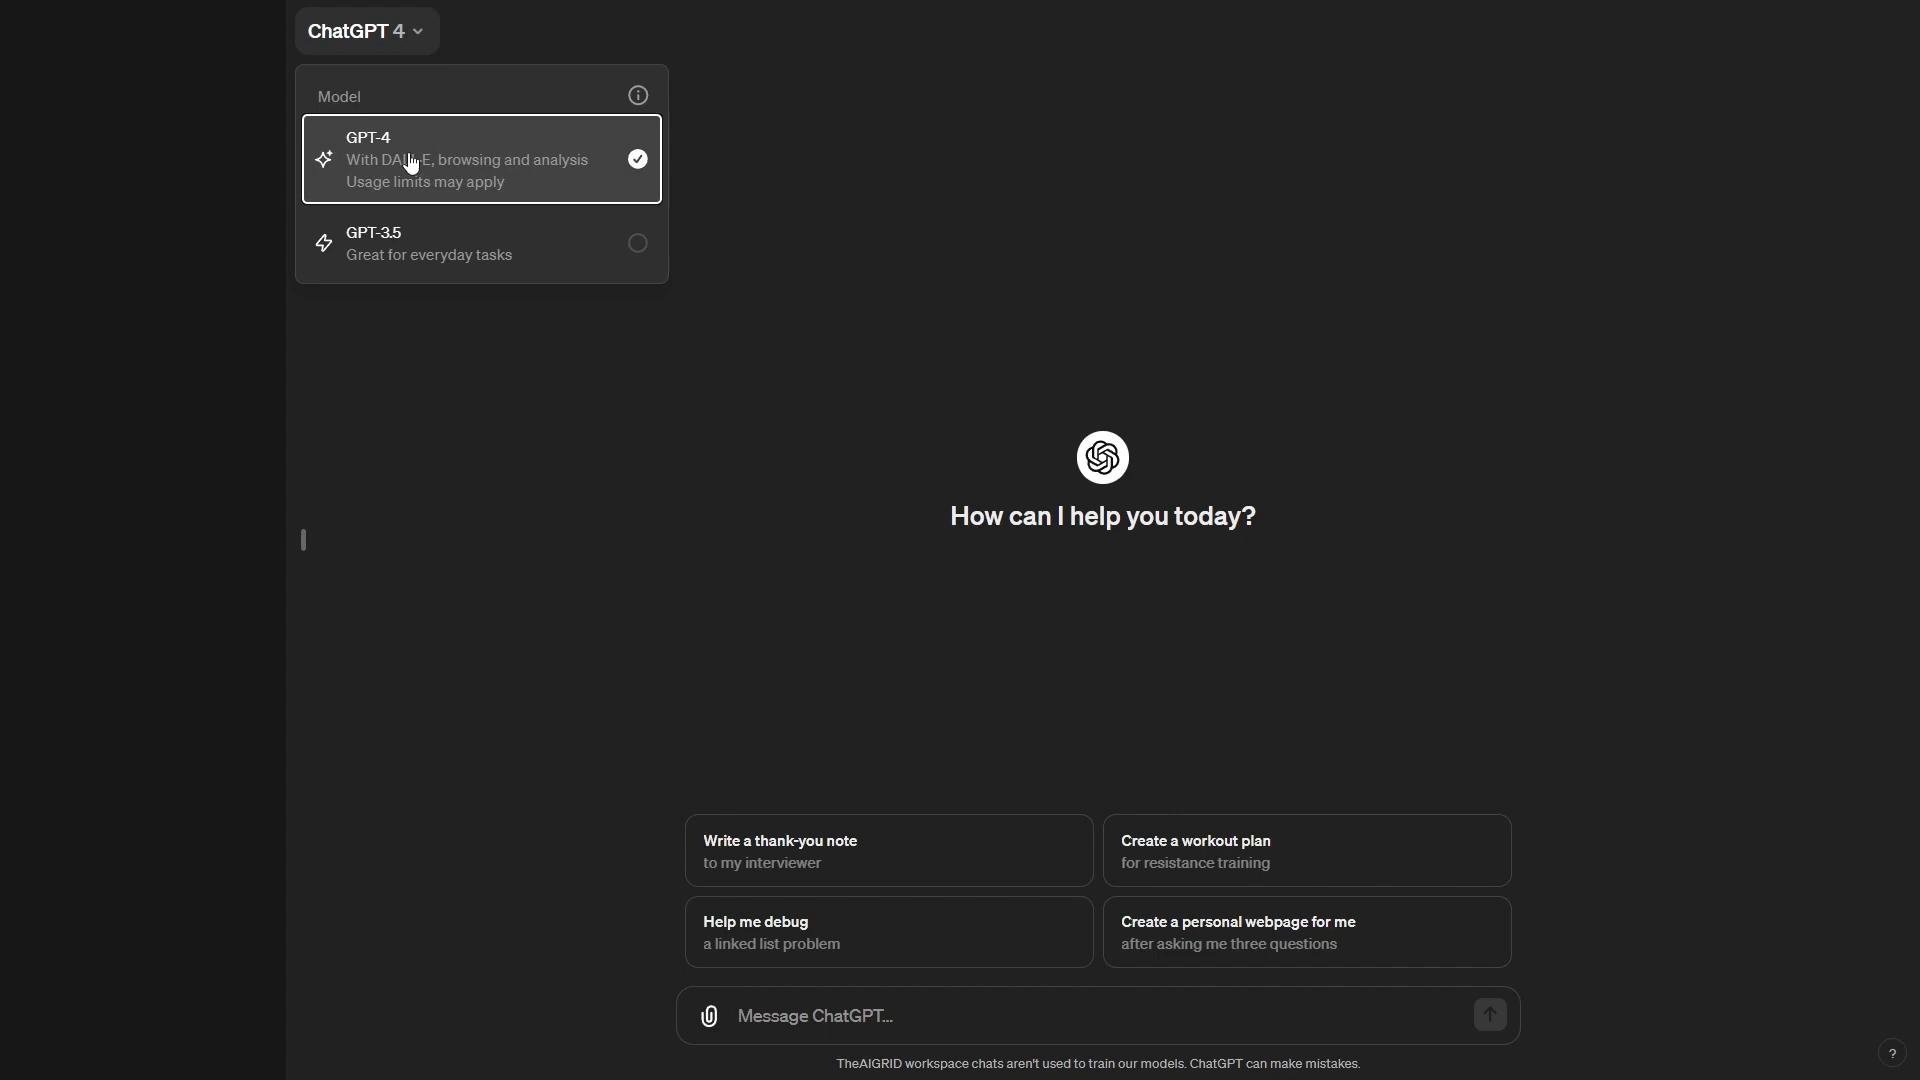 ChatGPT 4
Model
GPT-4
With DALL·E, browsing and analysis
Usage limits may apply
GPT-3.5
Great for everyday tasks
How can I help you today?
Write a thank-you note
to my interviewer
Create a workout plan
for resistance training
Help me debug
a linked list problem
Create a personal webpage for me
after asking me three questions
Message ChatGPT...
TheAIGRID workspace chats aren't used to train our models. ChatGPT can make mistakes.
?